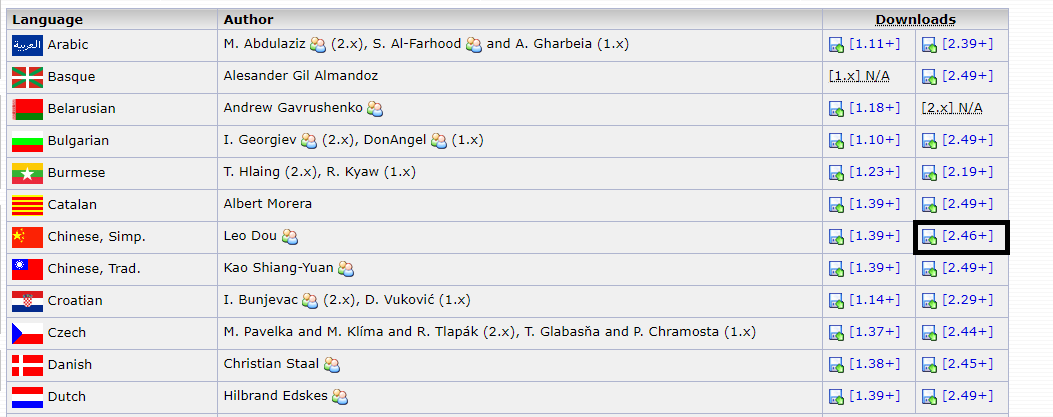 Language Author Downloads
العربية Arabic M. Abdulaziz (2.x), S. Al-Farhood and A. Gharbeia (1.x) [1.11+] [2.39+]
Basque Alesander Gil Almandoz [1.x] N/A [2.49+]
Belarusian Andrew Gavrushenko [1.18+] [2.x] N/A
Bulgarian I. Georgiev (2.x), DonAngel (1.x) [1.10+] [2.49+]
Burmese T. Hlaing (2.x), R. Kyaw (1.x) [1.23+] [2.19+]
Catalan Albert Morera [1.39+] [2.49+]
Chinese, Simp. Leo Dou [1.39+] [2.46+]
Chinese, Trad. Kao Shiang-Yuan [1.39+] [2.49+]
Croatian I. Bunjevac (2.x), D. Vuković (1.x) [1.14+] [2.29+]
Czech M. Pavelka and M. Klíma and R. Tlapák (2.x), T. Glabasňa and P. Chramosta (1.x) [1.37+] [2.44+]
Danish Christian Staal [1.38+] [2.45+]
Dutch Hilbrand Edskes [1.39+] [2.49+]